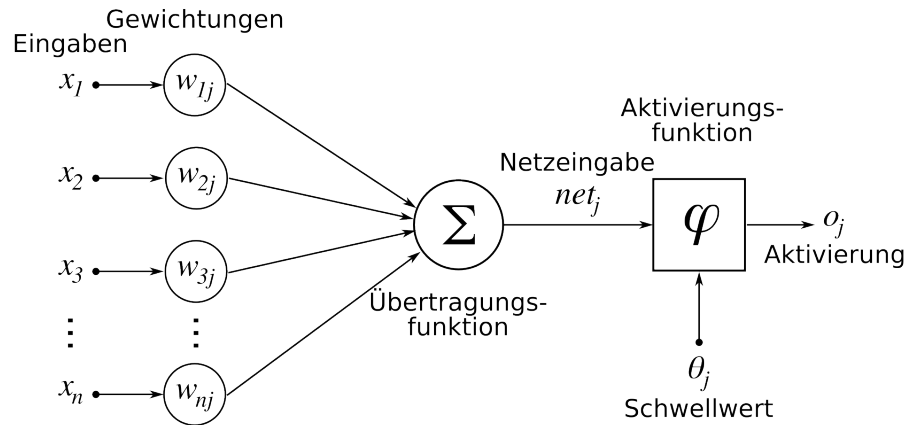 Gewichtungen
Eingaben
x1 w1j
x2 w2j
x3 w3j
⋮ ⋮
xn wnj
Σ
Übertragungs-
funktion
Netzeingabe
netj
Aktivierungs-
funktion
φ
oj
Aktivierung
θj
Schwellwert